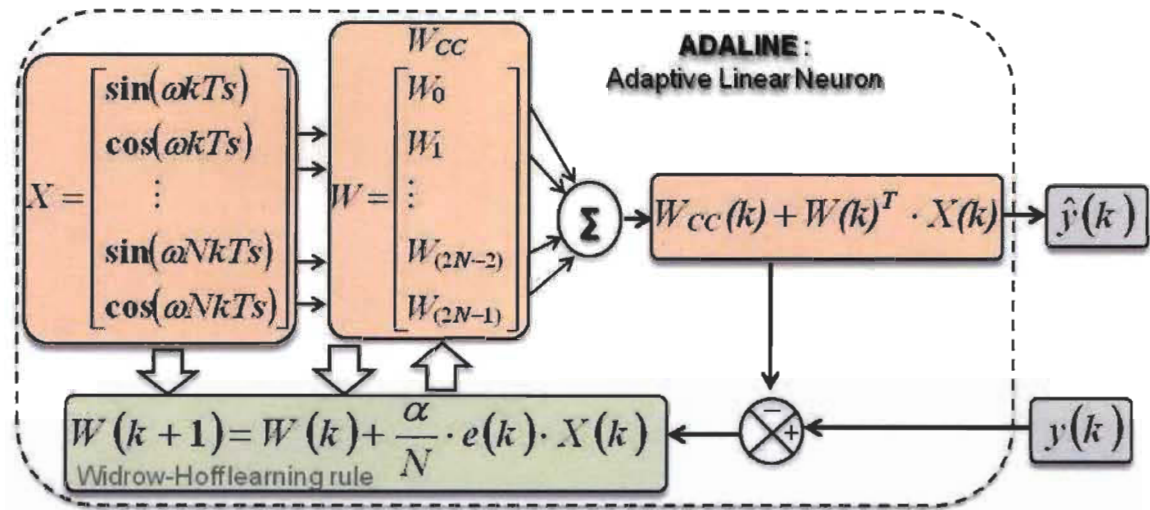 ADALINE:
Adaptive Linear Neuron
X = [sin(ωkTs)
cos(ωkTs)
⋮
sin(ωNkTs)
cos(ωNkTs)]
W_CC
W = [W_0
W_1
⋮
W_(2N-2)
W_(2N-1)]
Σ
W_CC(k) + W(k)^T · X(k)
ŷ(k)
W(k+1) = W(k) + α/N · e(k) · X(k)
Widrow-Hofflearning rule
−
+
y(k)